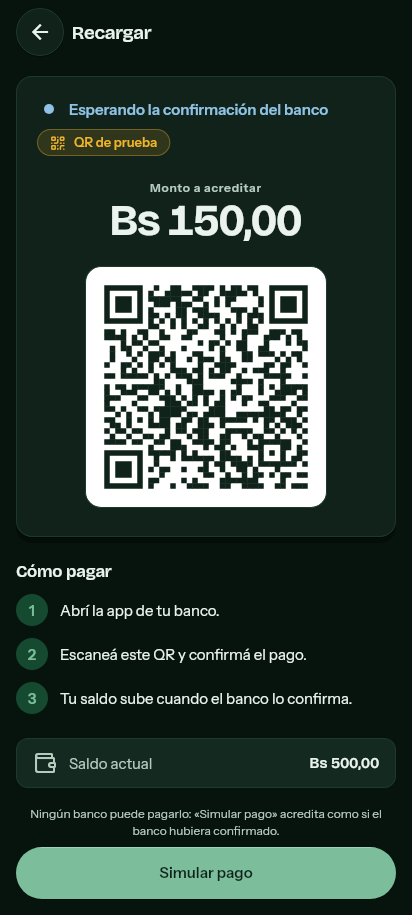 Recargar
Esperando la confirmación del banco
QR de prueba
Monto a acreditar
Bs 150,00
Cómo pagar
1 Abrí la app de tu banco.
2 Escaneá este QR y confirmá el pago.
3 Tu saldo sube cuando el banco lo confirma.
Saldo actual Bs 500,00
Ningún banco puede pagarlo: «Simular pago» acredita como si el
banco hubiera confirmado.
Simular pago